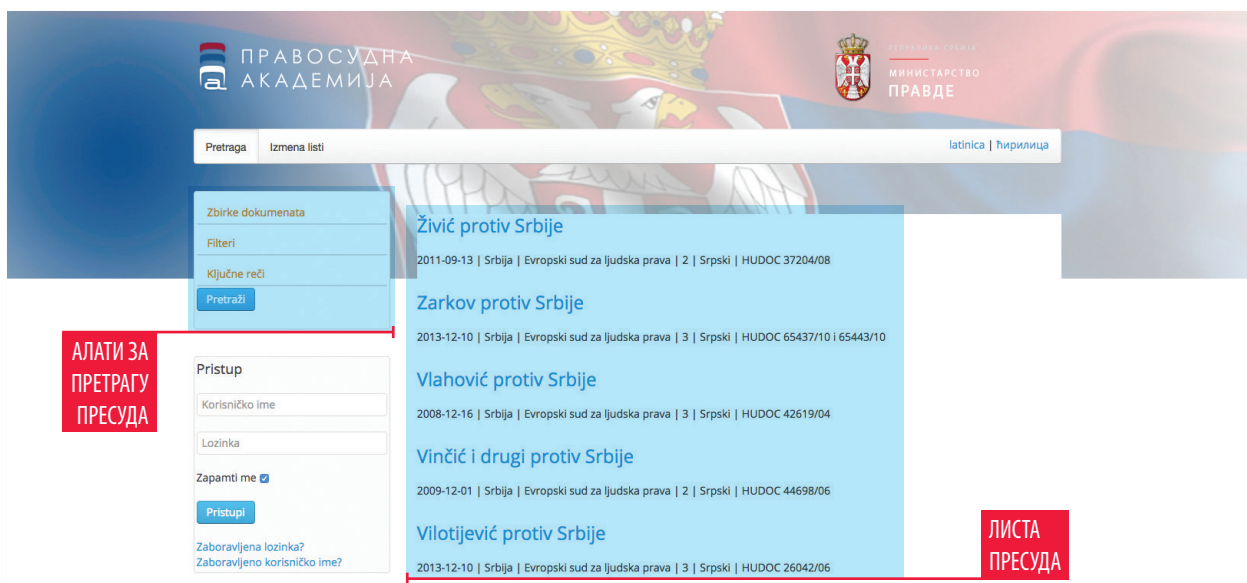 ПРАВОСУДНА
АКАДЕМИЈА
РЕПУБЛИКА СРБИЈА
МИНИСТАРСТВО
ПРАВДЕ
Pretraga Izmena listi latinica | ћирилица
Zbirke dokumenata
Filteri
Ključne reči
Pretraži
АЛАТИ ЗА
ПРЕТРАГУ
ПРЕСУДА
Pristup
Korisničko ime
Lozinka
Zapamti me
Pristupi
Zaboravljena lozinka?
Zaboravljeno korisničko ime?
Živić protiv Srbije
2011-09-13 | Srbija | Evropski sud za ljudska prava | 2 | Srpski | HUDOC 37204/08
Zarkov protiv Srbije
2013-12-10 | Srbija | Evropski sud za ljudska prava | 3 | Srpski | HUDOC 65437/10 i 65443/10
Vlahović protiv Srbije
2008-12-16 | Srbija | Evropski sud za ljudska prava | 3 | Srpski | HUDOC 42619/04
Vinčić i drugi protiv Srbije
2009-12-01 | Srbija | Evropski sud za ljudska prava | 2 | Srpski | HUDOC 44698/06
Vilotijević protiv Srbije
2013-12-10 | Srbija | Evropski sud za ljudska prava | 3 | Srpski | HUDOC 26042/06
ЛИСТА
ПРЕСУДА